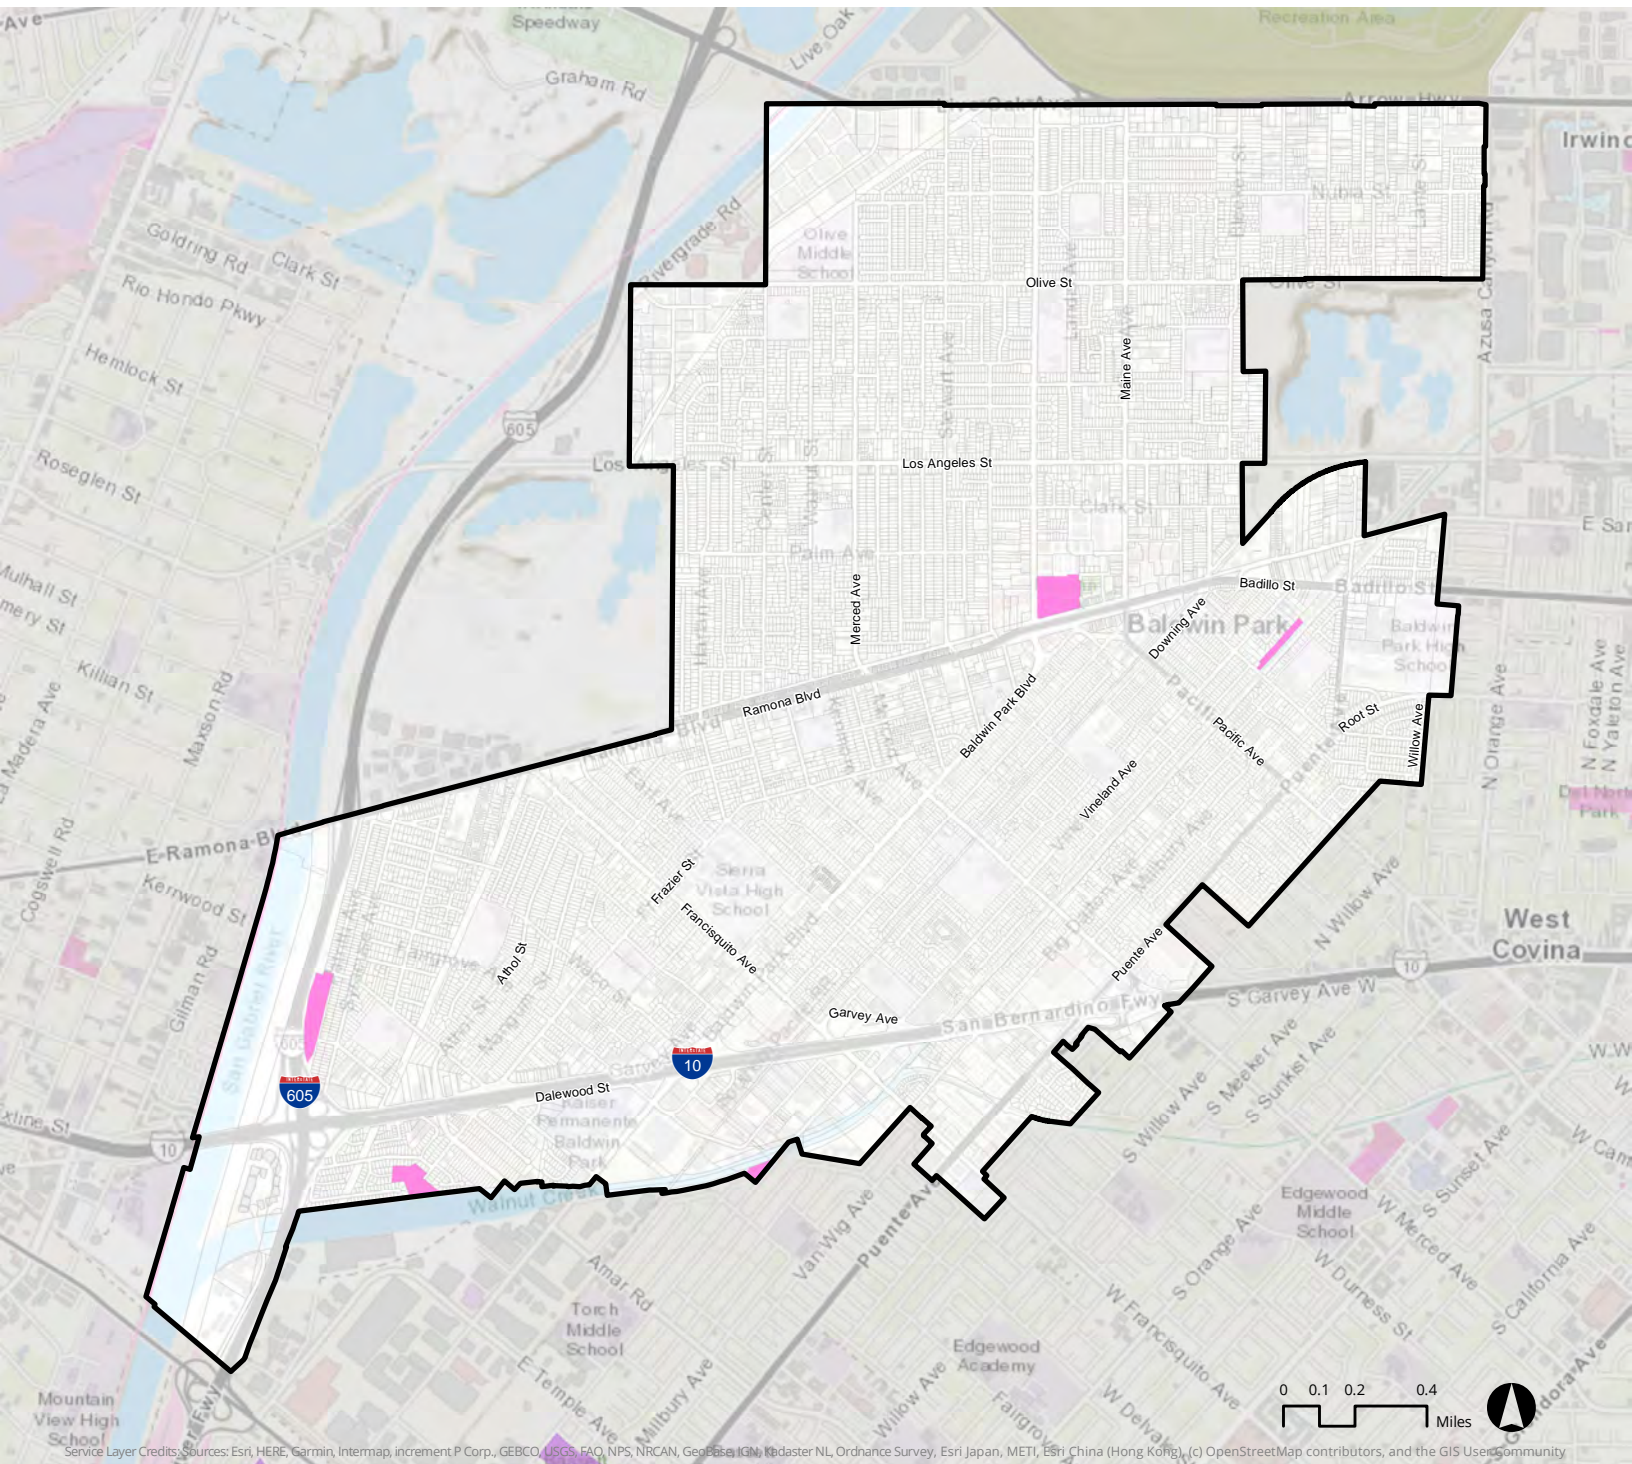 Speedway
Recreation Area
Graham Rd
Live Oak
Arrow Hwy
Irwind
Rivergrade Rd
Nubia St
Goldring Rd
Clark St
Olive
Middle
School
Rio Hondo Pkwy
Olive St
Olive St
Maine Ave
Stewart Ave
Hemlock St
605
Los Angeles St
Los Angeles St
Roseglen St
Clark St
Palm Ave
E San
Mulhall St
Merced Ave
Badillo St
Badillo St
Killian St
Maxson Rd
La Madera Ave
Baldwin Park
Downing Ave
Baldwin
Park High
School
N Foxdale Ave
N Yaleton Ave
N Orange Ave
Ramona Blvd
Baldwin Park Blvd
Pacific Ave
Root St
Willow Ave
Vineland Ave
Del Norte
Park
E Ramona Blvd
Cogswell Rd
Kerrwood St
Frazier St
Sierra
Vista High
School
Francisquito Ave
Athol St
Puente Ave
N Willow Ave
West
Covina
10
Gilman Rd
San Gabriel River
Garvey Ave
San Bernardino Fwy
S Garvey Ave W
10
605
Dalewood St
Kaiser
Permanente
Baldwin
Park
10
S Meeker Ave
S Sunkist Ave
S Willow Ave
Walnut Creek
Van Wig Ave
Puente Ave
Edgewood
Middle
School
S Sunset Ave
W Merced Ave
S Orange Ave
W Durness St
S California Ave
Amar Rd
Torch
Middle
School
W Francisquito Ave
Edgewood
Academy
E Temple Ave
Millbury Ave
Willow Ave
Mountain
View High
School
0 0.1 0.2 0.4
Miles
Service Layer Credits: Sources: Esri, HERE, Garmin, Intermap, increment P Corp., GEBCO, USGS, FAO, NPS, NRCAN, GeoBase, IGN, Kadaster NL, Ordnance Survey, Esri Japan, METI, Esri China (Hong Kong), (c) OpenStreetMap contributors, and the GIS User Community